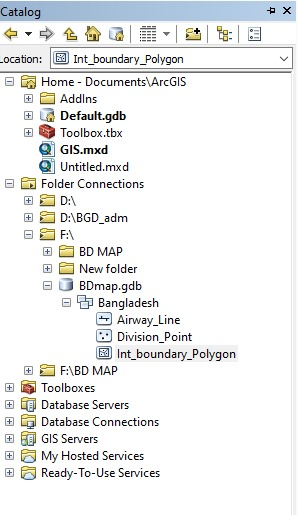 Catalog
Location: Int_boundary_Polygon
Home - Documents\ArcGIS
AddIns
Default.gdb
Toolbox.tbx
GIS.mxd
Untitled.mxd
Folder Connections
D:\
D:\BGD_adm
F:\
BD MAP
New folder
BDmap.gdb
Bangladesh
Airway_Line
Division_Point
Int_boundary_Polygon
F:\BD MAP
Toolboxes
Database Servers
Database Connections
GIS Servers
My Hosted Services
Ready-To-Use Services